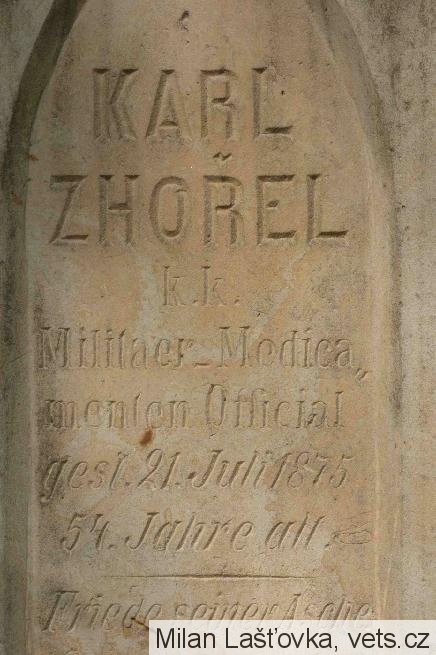 KARL
ZHOŘEL
k.k.
Militaer-Medica„
menten Official
gest. 21. Juli 1875
54. Jahre alt.
Friede seiner Asche
Milan Lašťovka, vets.cz